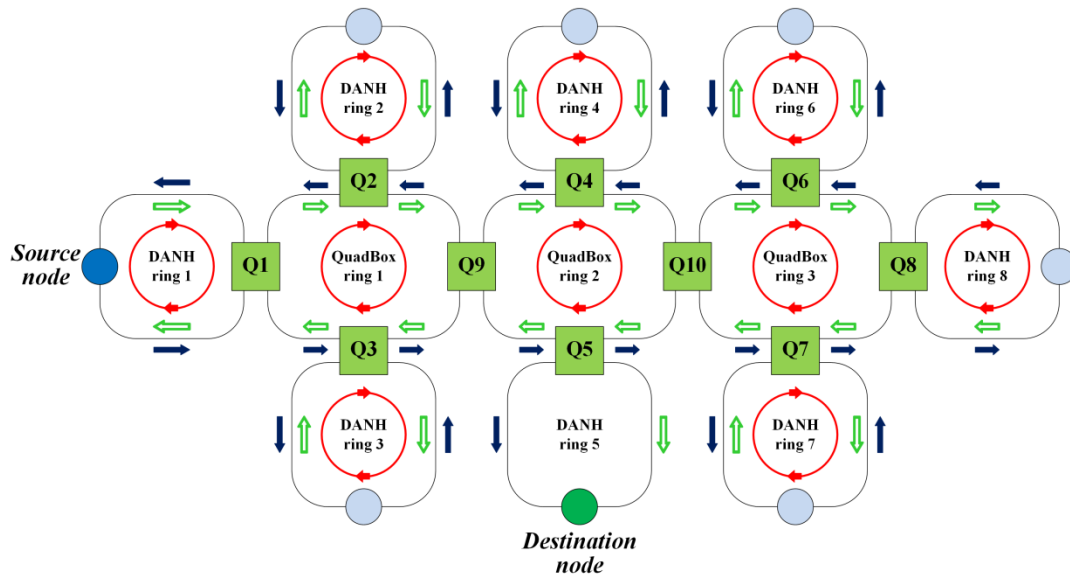 DANH
ring 2
DANH
ring 4
DANH
ring 6
Q2
Q4
Q6
Source
node
DANH
ring 1
Q1
QuadBox
ring 1
Q9
QuadBox
ring 2
Q10
QuadBox
ring 3
Q8
DANH
ring 8
Q3
Q5
Q7
DANH
ring 3
DANH
ring 5
DANH
ring 7
Destination
node